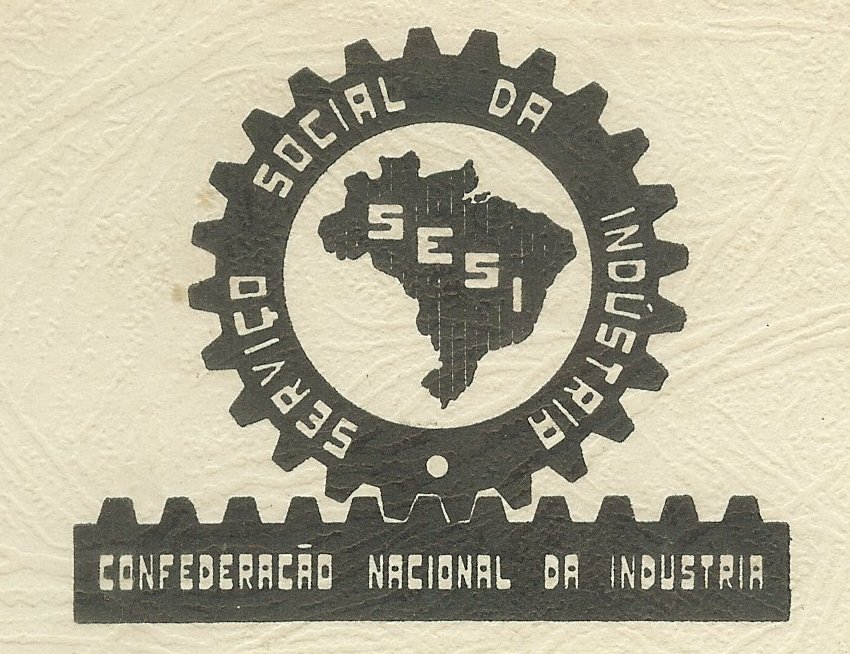 SERVIÇO SOCIAL DA INDÚSTRIA
SESI
CONFEDERAÇÃO NACIONAL DA INDUSTRIA